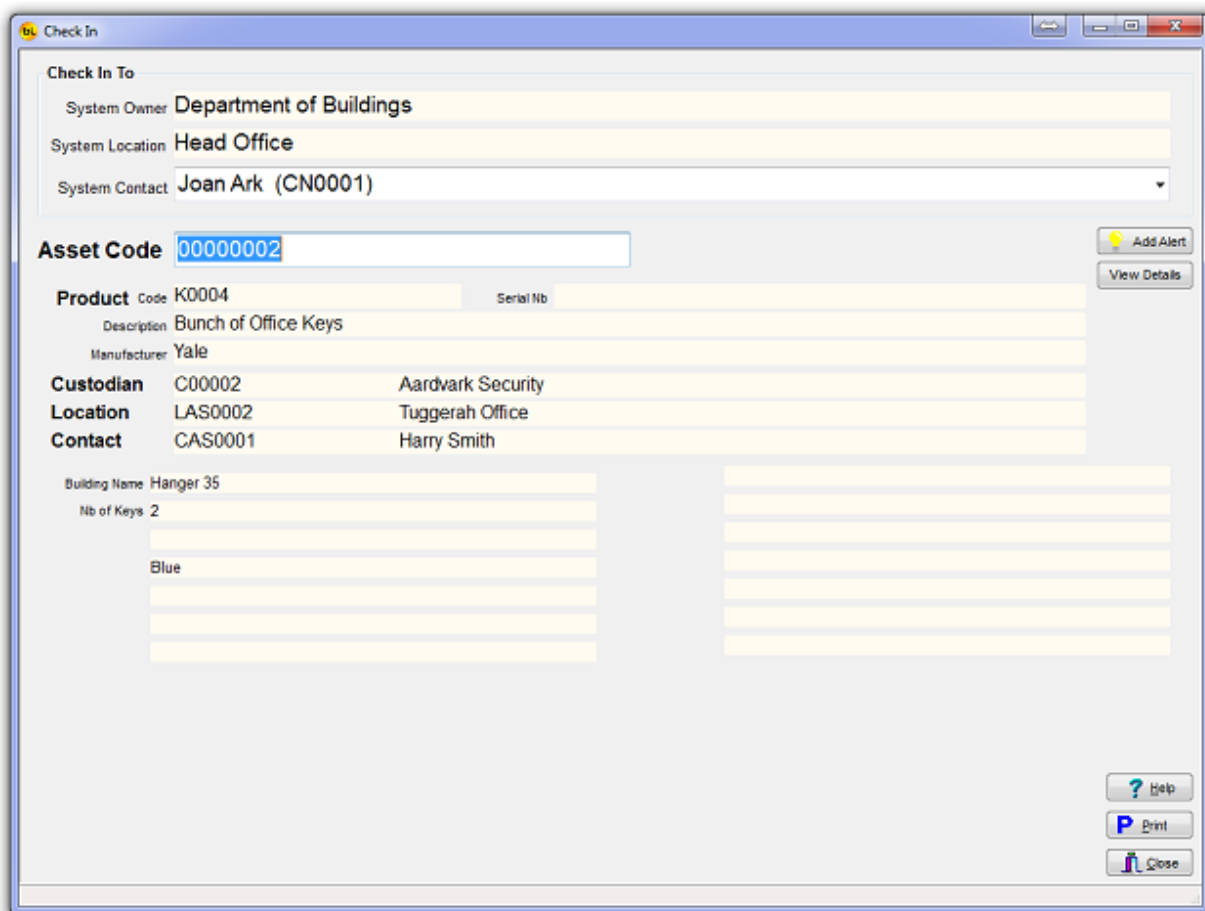 Check In
Check In To
System Owner Department of Buildings
System Location Head Office
System Contact Joan Ark (CN0001)
Asset Code 00000002
Add Alert
View Details
Product Code K0004 Serial Nb
Description Bunch of Office Keys
Manufacturer Yale
Custodian C00002 Aardvark Security
Location LAS0002 Tuggerah Office
Contact CAS0001 Harry Smith
Building Name Hanger 35
Nb of Keys 2
Blue
? Help
P Print
Close